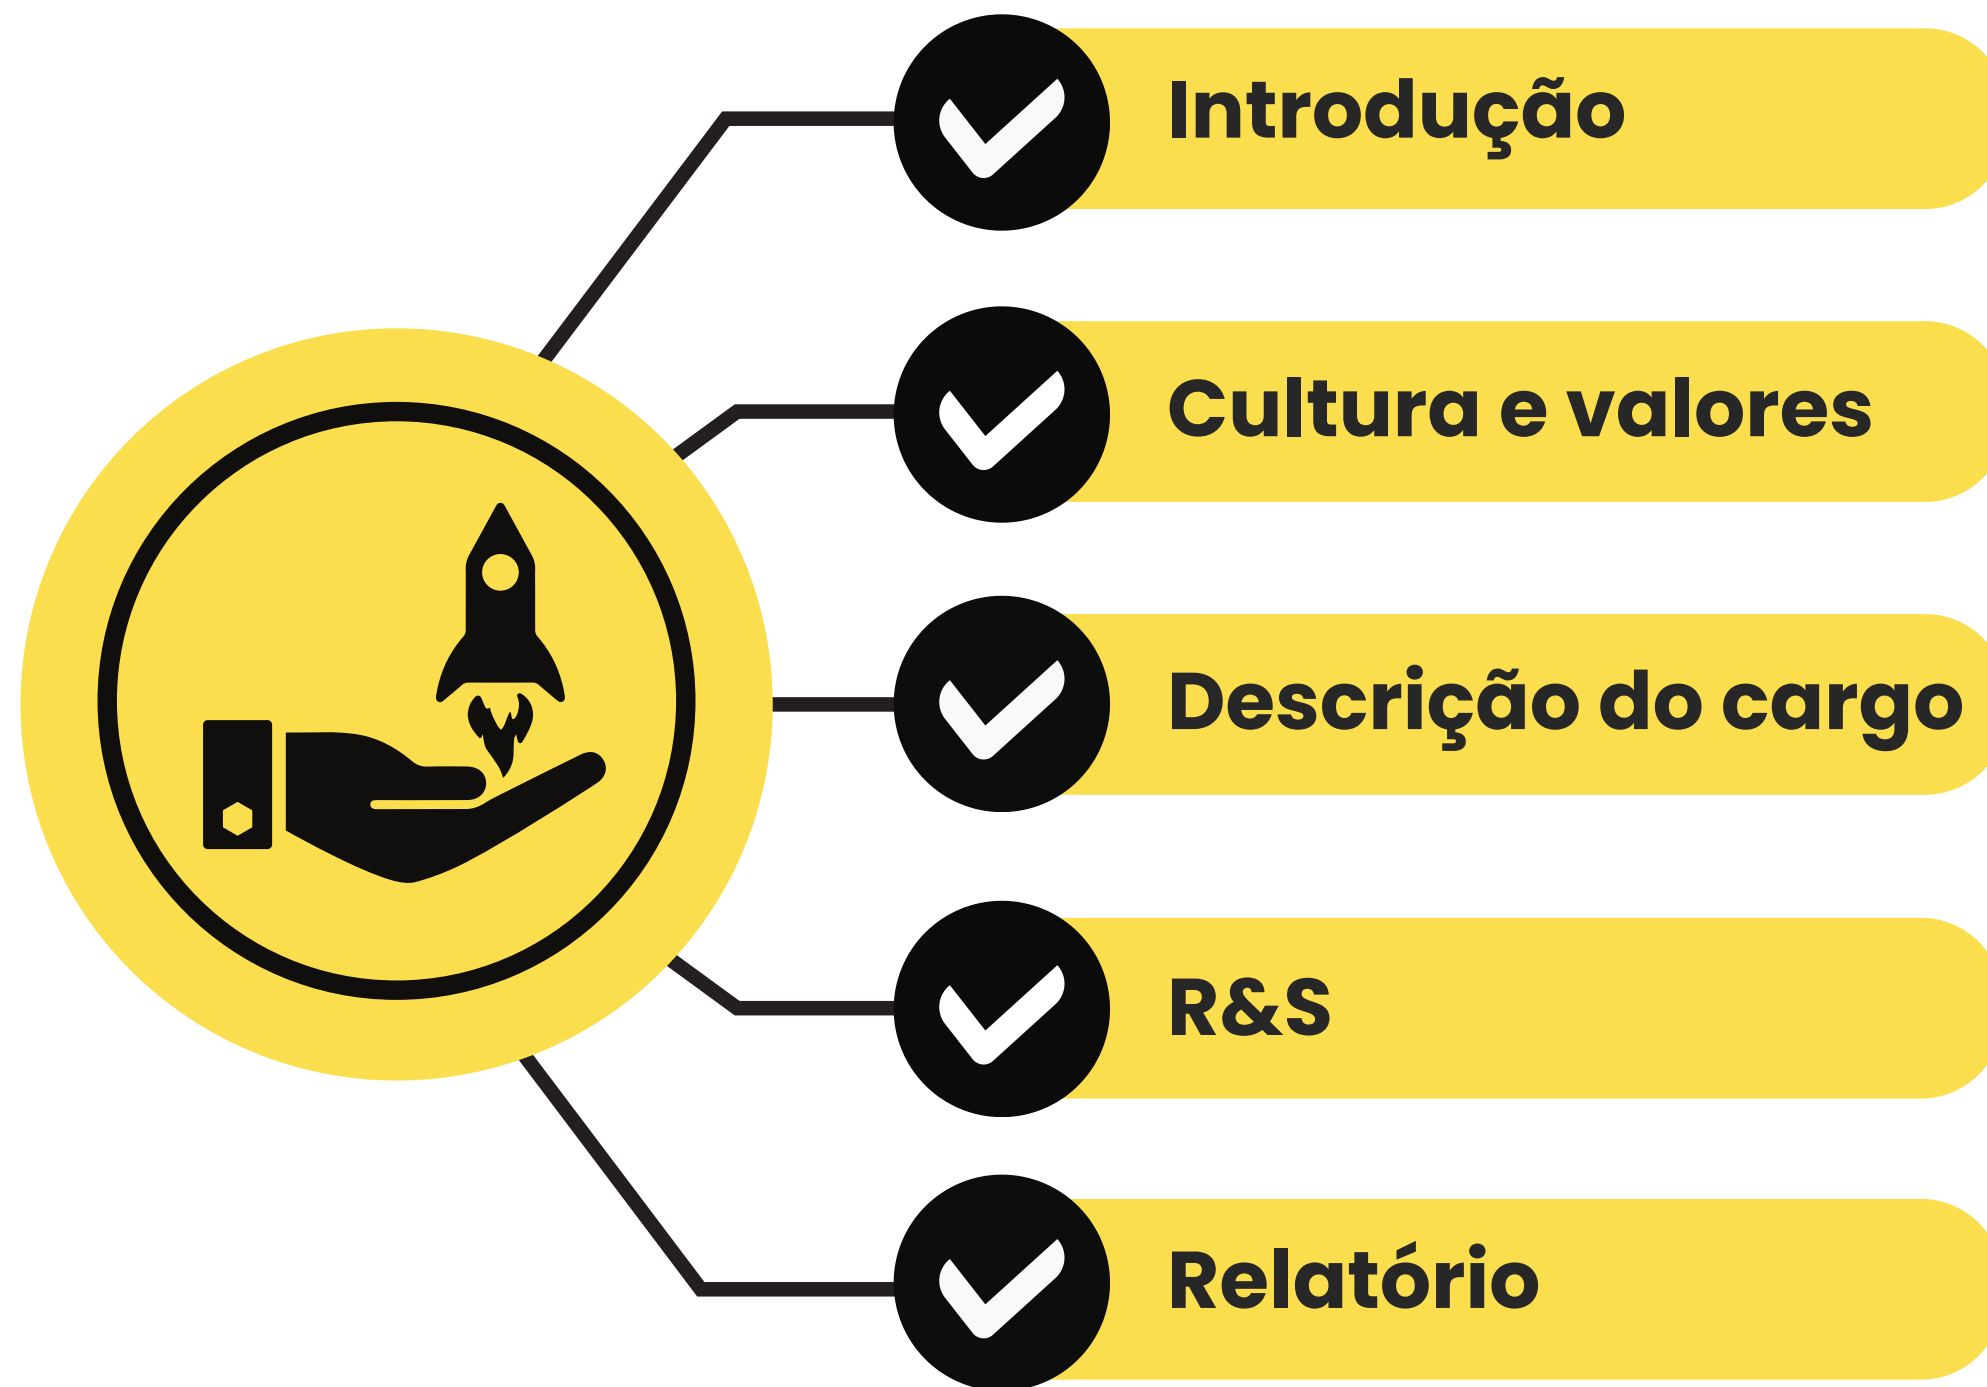 Introdução
Cultura e valores
Descrição do cargo
R&S
Relatório